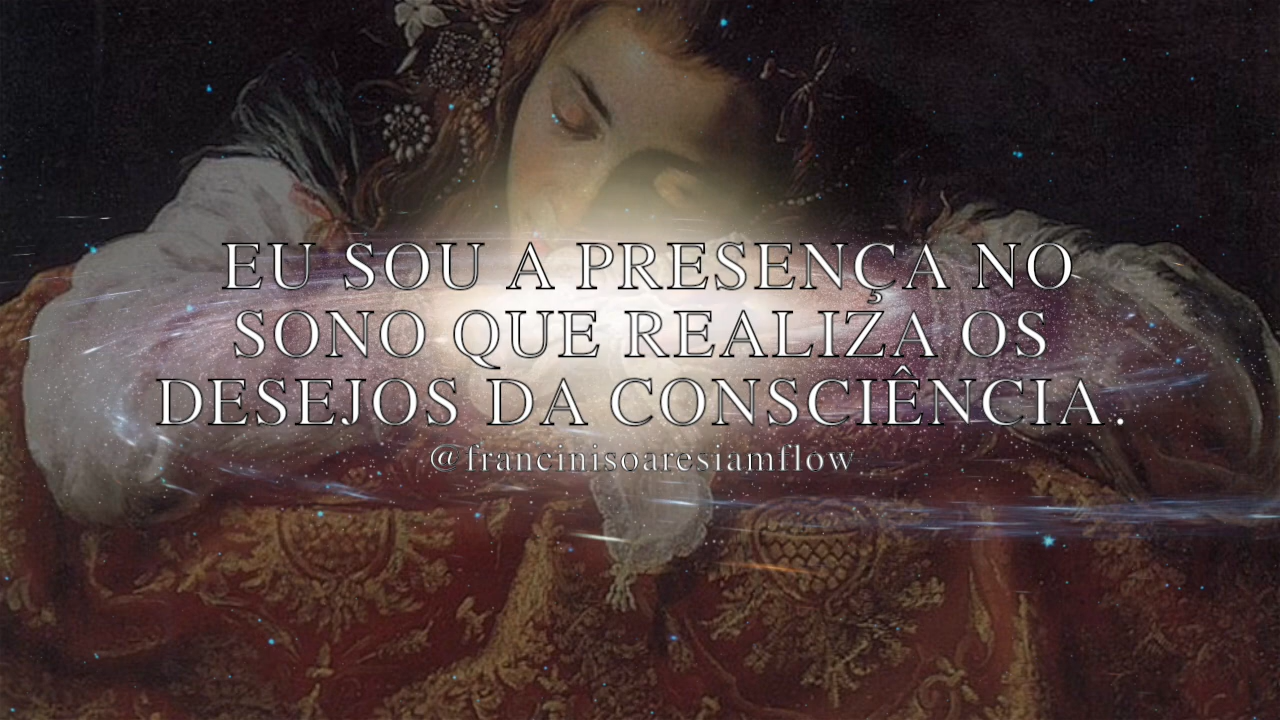 EU SOU A PRESENÇA NO
SONO QUE REALIZA OS
DESEJOS DA CONSCIÊNCIA.
@francinisoaresiamflow